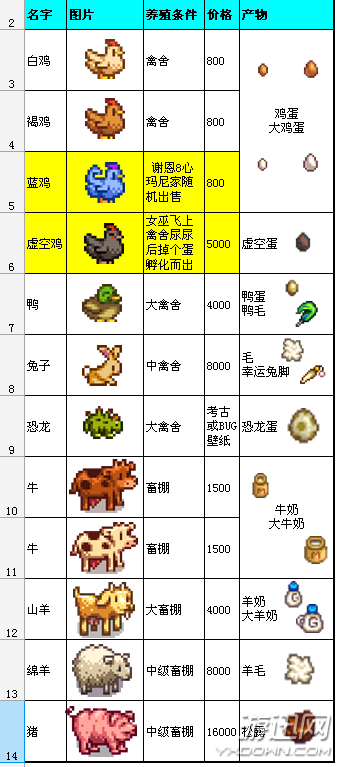 2 名字 图片 养殖条件 价格 产物
3 白鸡 禽舍 800
鸡蛋
大鸡蛋
4 褐鸡 禽舍 800
5 蓝鸡 谢恩8心
玛尼家随
机出售
800
6 虚空鸡 女巫飞上
禽舍尿尿
后掉个蛋
孵化而出
5000 虚空蛋
7 鸭 大禽舍 4000 鸭蛋
鸭毛
8 兔子 中禽舍 8000 毛
幸运兔脚
9 恐龙 大禽舍 考古
或BUG
壁纸
恐龙蛋
10 牛 畜棚 1500
牛奶
大牛奶
11 牛 畜棚 1500
12 山羊 大畜棚 4000 羊奶
大羊奶
13 绵羊 中级畜棚 8000 羊毛
14 猪 中级畜棚 16000 松露
游迅网
YXDOWN.COM